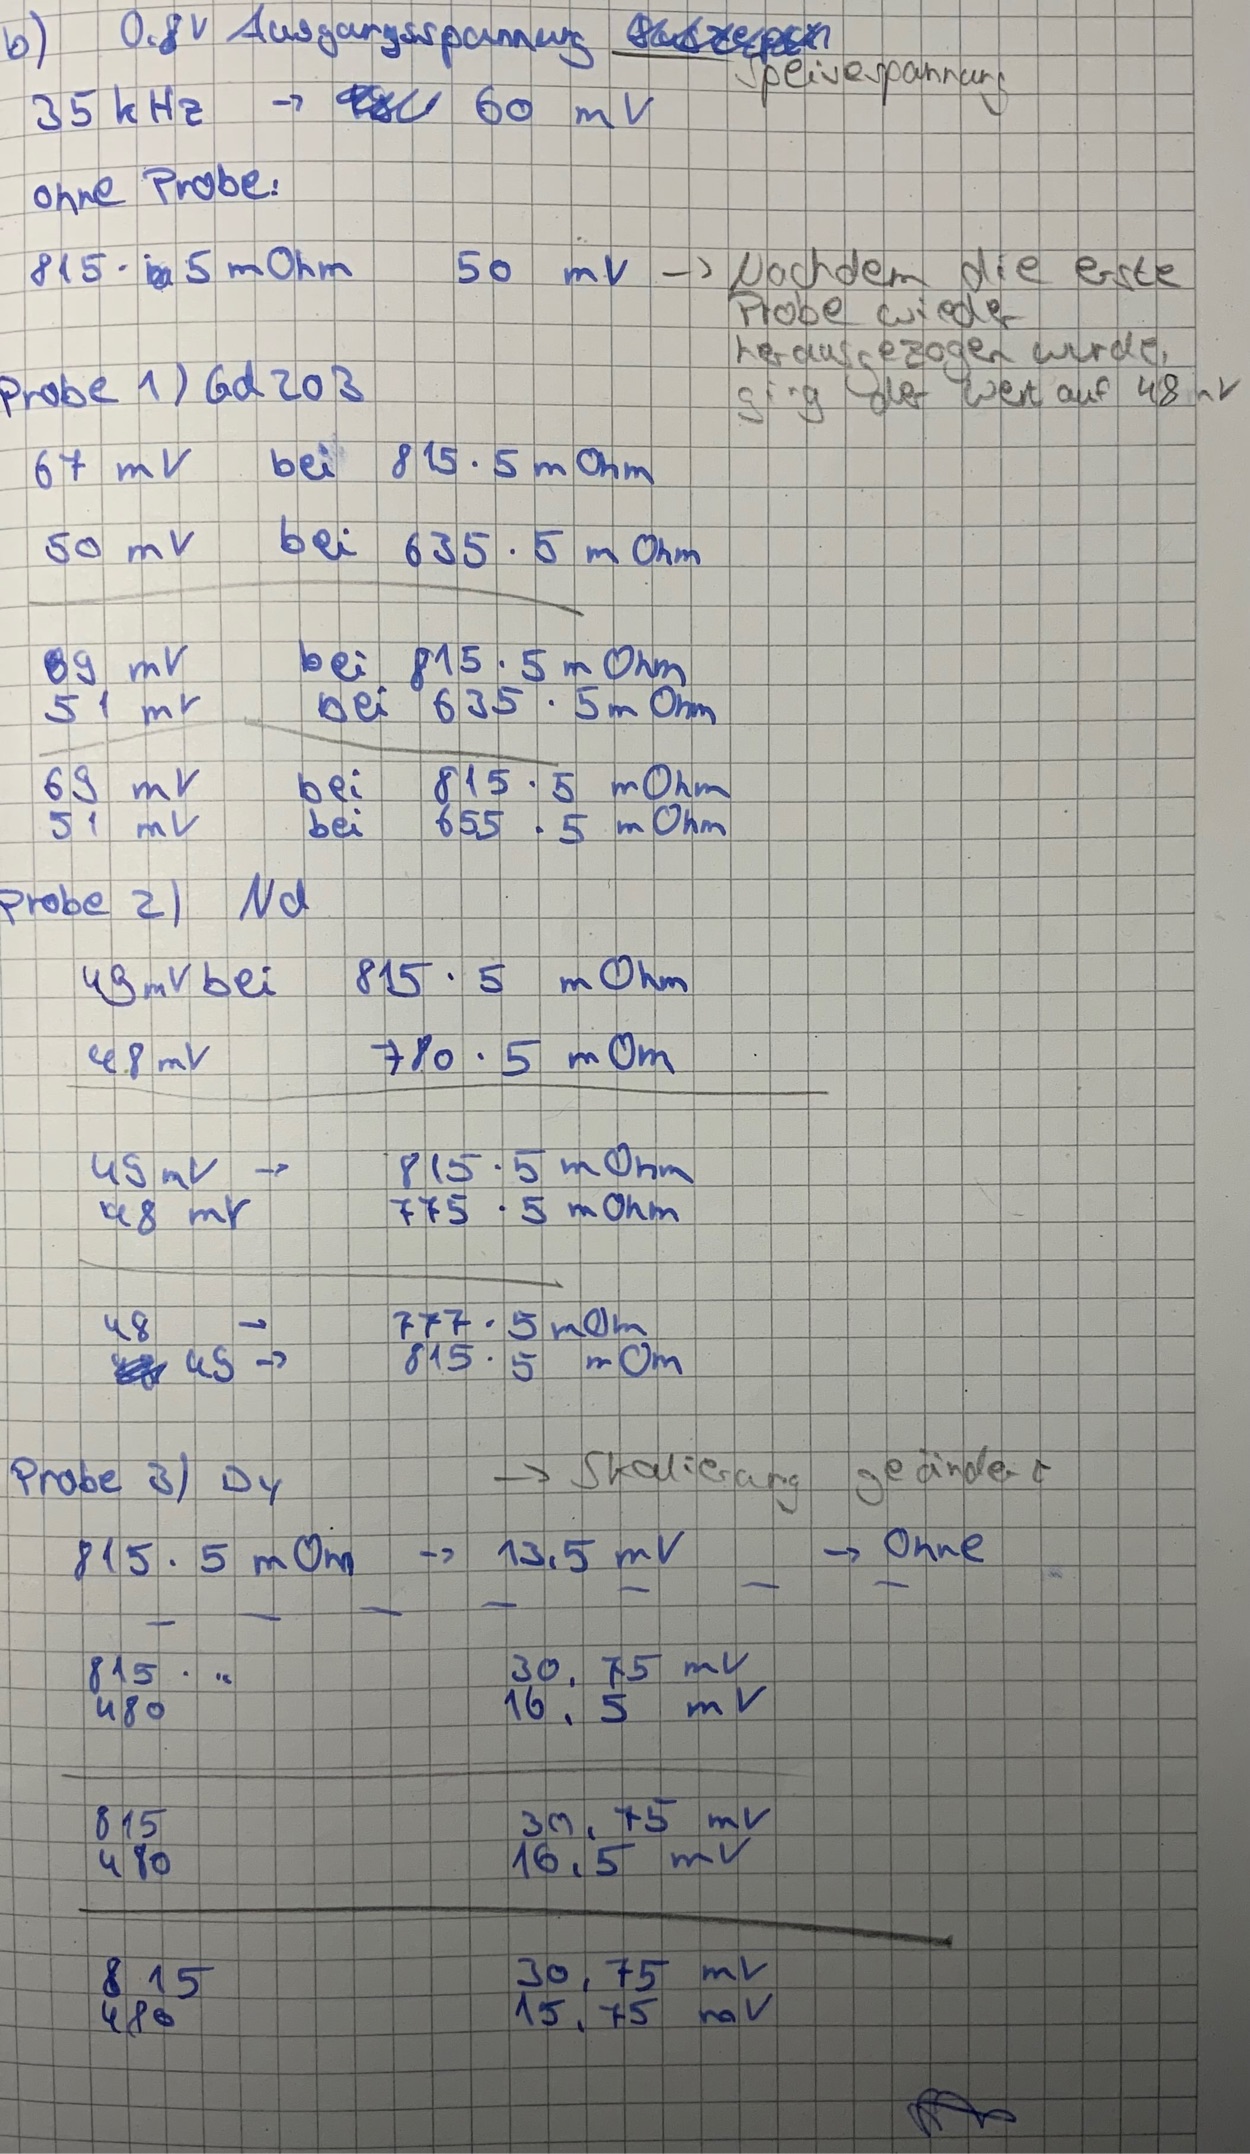 b) 0.8V Ausgangsspannung
Speisespannung
35 kHz → 60 mV
ohne Probe:
815 · 5 mOhm 50 mV → Nachdem die erste
Probe wieder
herausgezogen wurde,
ging der Wert auf 48 mV
Probe 1) Gd2O3
67 mV bei 815 · 5 mOhm
50 mV bei 635 · 5 mOhm
69 mV bei 815 · 5 mOhm
51 mV bei 635 · 5 mOhm
69 mV bei 815 · 5 mOhm
51 mV bei 655 · 5 mOhm
Probe 2) Nd
49 mV bei 815 · 5 mOhm
48 mV 780 · 5 mOm
49 mV → 815 · 5 mOhm
48 mV 775 · 5 mOhm
48 → 777 · 5 mOm
49 → 815 · 5 mOm
Probe 3) Dy → Skalierung geändert
815 · 5 mOm → 13,5 mV → Ohne
815 · " 30,75 mV
480 16,5 mV
815 30,75 mV
480 16,5 mV
815 30,75 mV
480 15,75 mV